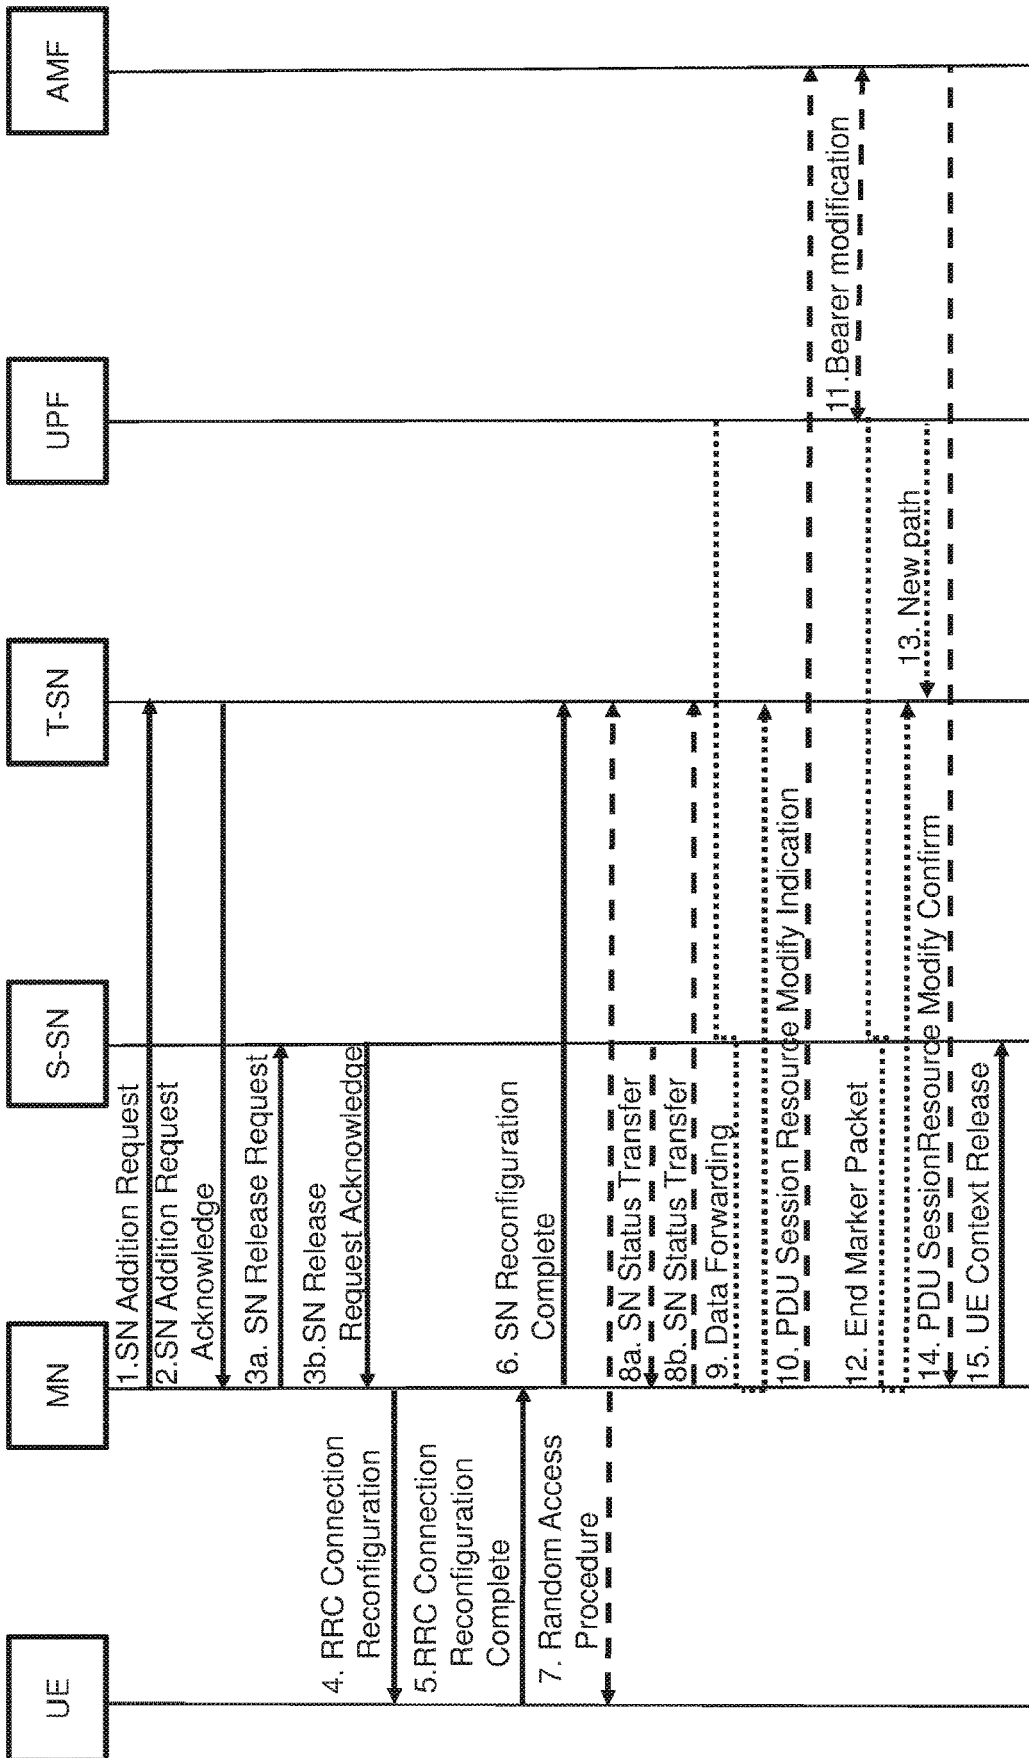 UE
MN
S-SN
T-SN
UPF
AMF
1.SN Addition Request
2.SN Addition Request
Acknowledge
3a. SN Release Request
3b.SN Release
Request Acknowledge
4. RRC Connection
Reconfiguration
5.RRC Connection
Reconfiguration
Complete
6. SN Reconfiguration
Complete
7. Random Access
Procedure
8a. SN Status Transfer
8b. SN Status Transfer
9. Data Forwarding
10. PDU Session Resource Modify Indication
11.Bearer modification
12. End Marker Packet
13. New path
14. PDU SessionResource Modify Confirm
15. UE Context Release